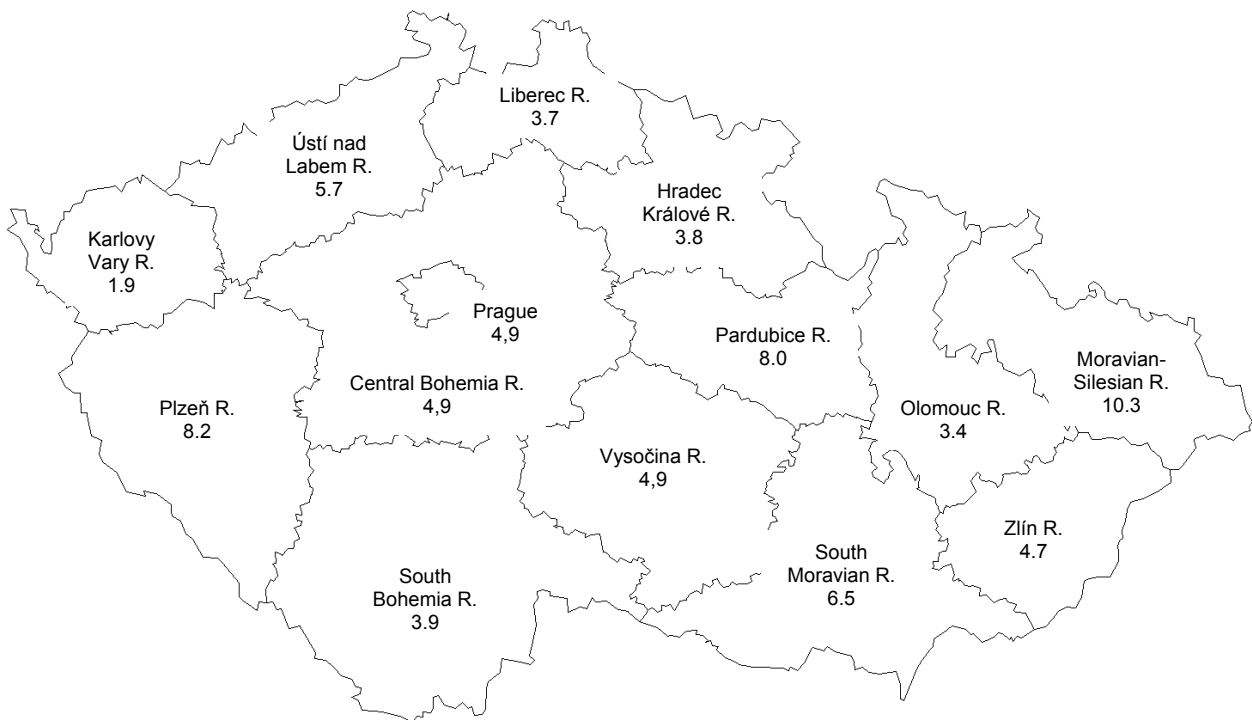 Liberec R.
3.7
Ústí nad
Labem R.
5.7
Hradec
Králové R.
3.8
Karlovy
Vary R.
1.9
Prague
4,9
Pardubice R.
8.0
Moravian-
Silesian R.
10.3
Central Bohemia R.
4,9
Plzeň R.
8.2
Olomouc R.
3.4
Vysočina R.
4,9
Zlín R.
4.7
South
Moravian R.
6.5
South
Bohemia R.
3.9